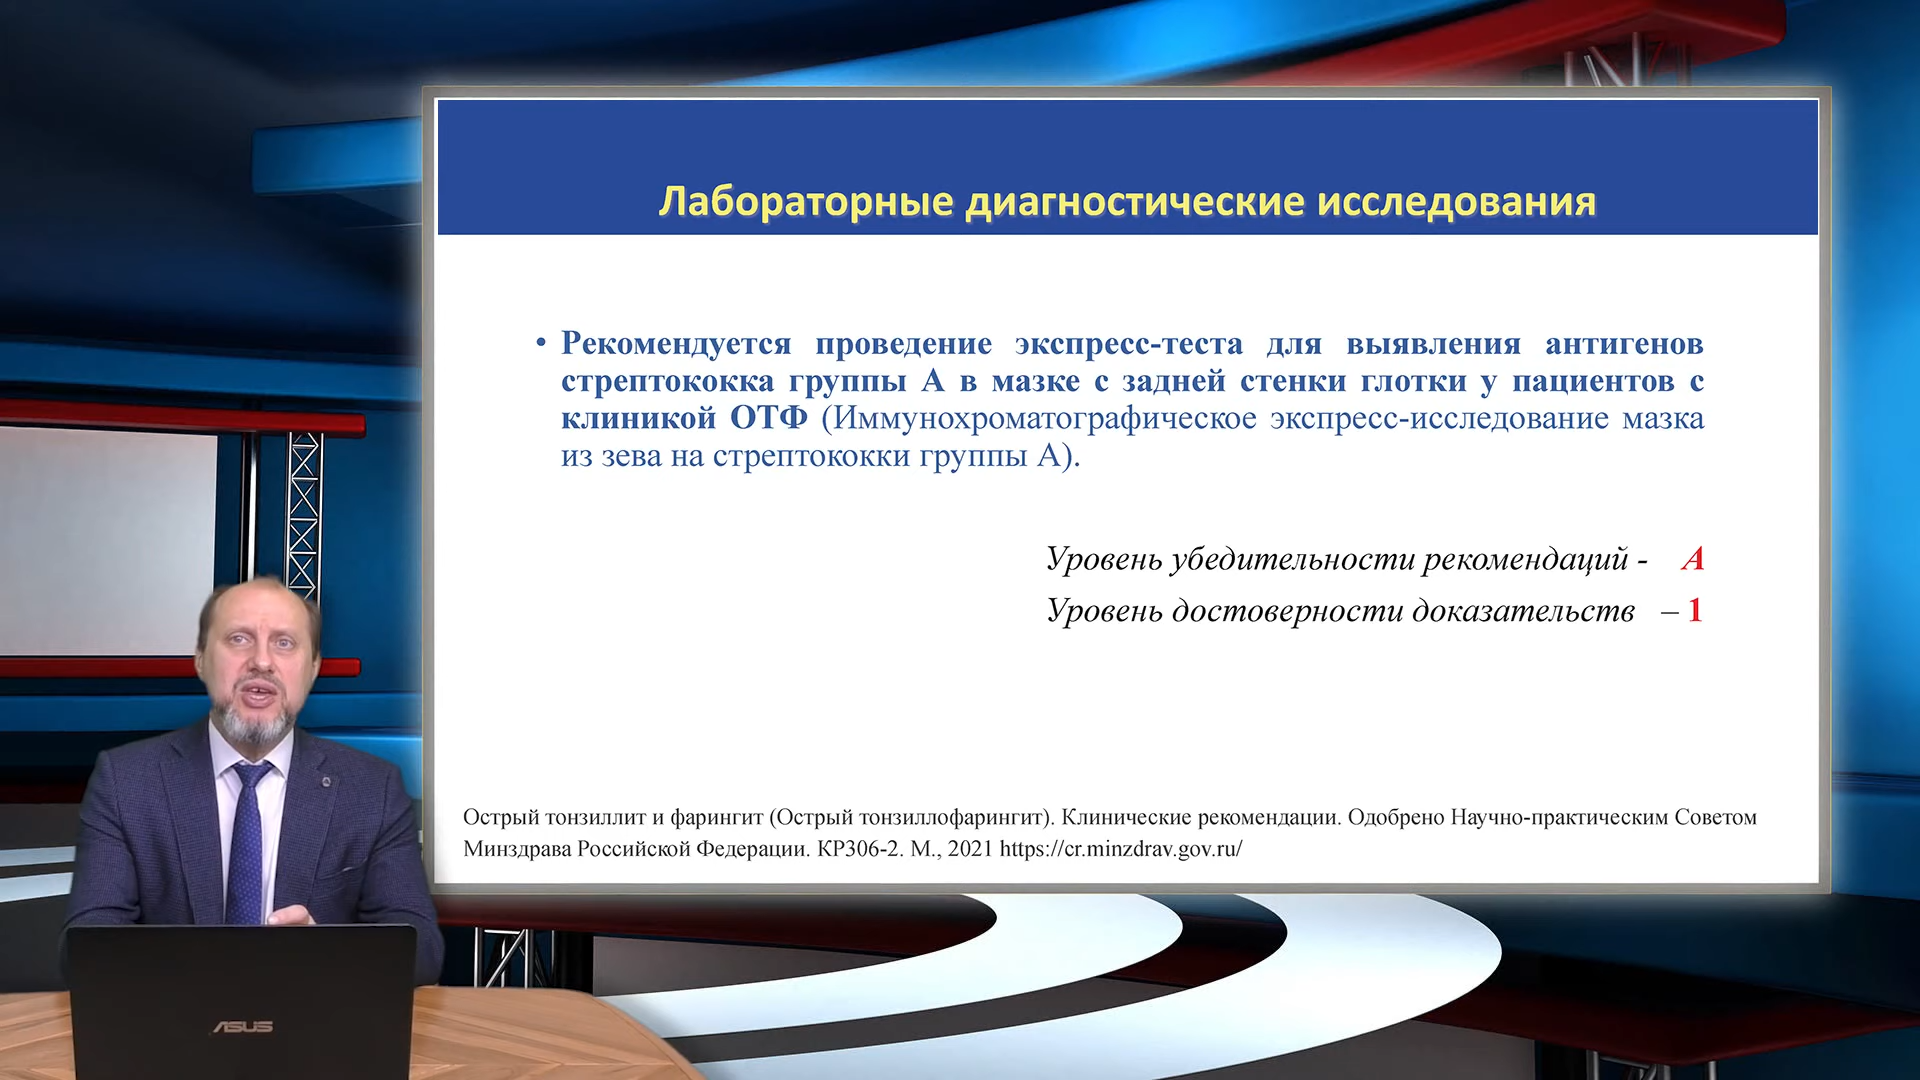 Лабораторные диагностические исследования
• Рекомендуется проведение экспресс-теста для выявления антигенов
стрептококка группы А в мазке с задней стенки глотки у пациентов с
клиникой ОТФ (Иммунохроматографическое экспресс-исследование мазка
из зева на стрептококки группы А).
Уровень убедительности рекомендаций - А
Уровень достоверности доказательств – 1
Острый тонзиллит и фарингит (Острый тонзиллофарингит). Клинические рекомендации. Одобрено Научно-практическим Советом
Минздрава Российской Федерации. КР306-2. М., 2021 https://cr.minzdrav.gov.ru/
ASUS